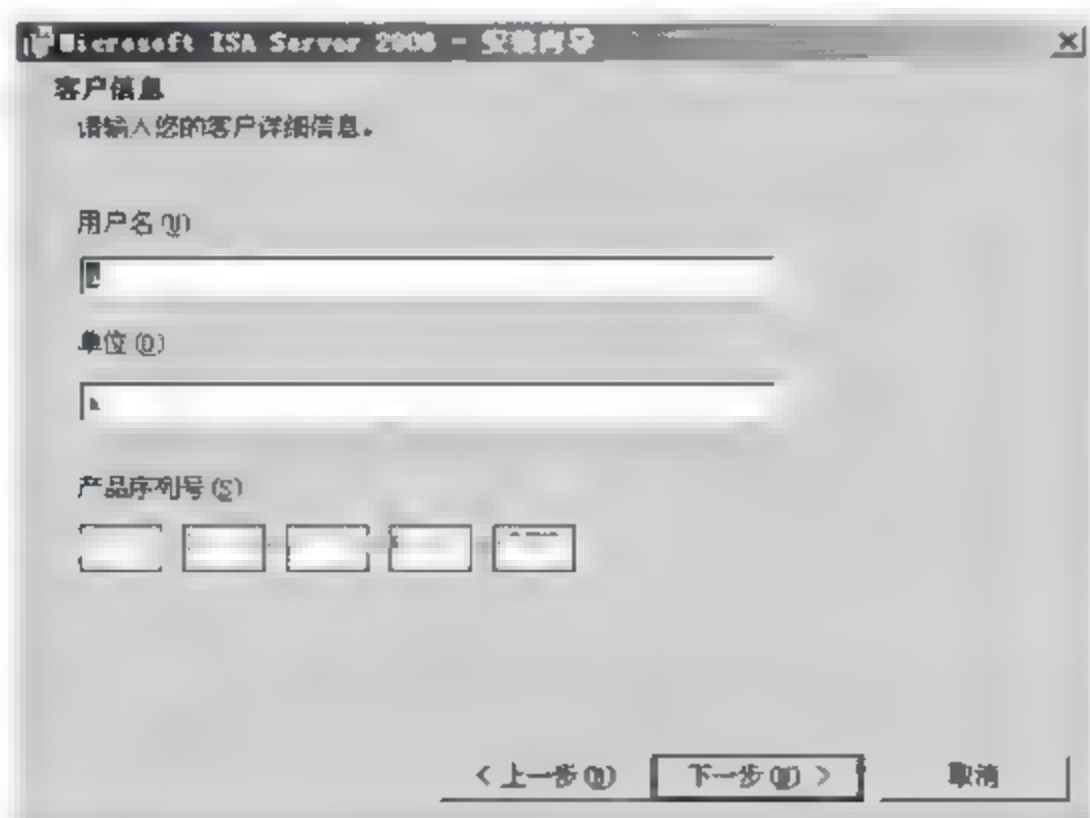 Microsoft ISA Server 2006 - 安装向导
客户信息
请输入您的客户详细信息。
用户名(U)
单位(O)
产品序列号(S)
< 上一步(B)
下一步(N) >
取消